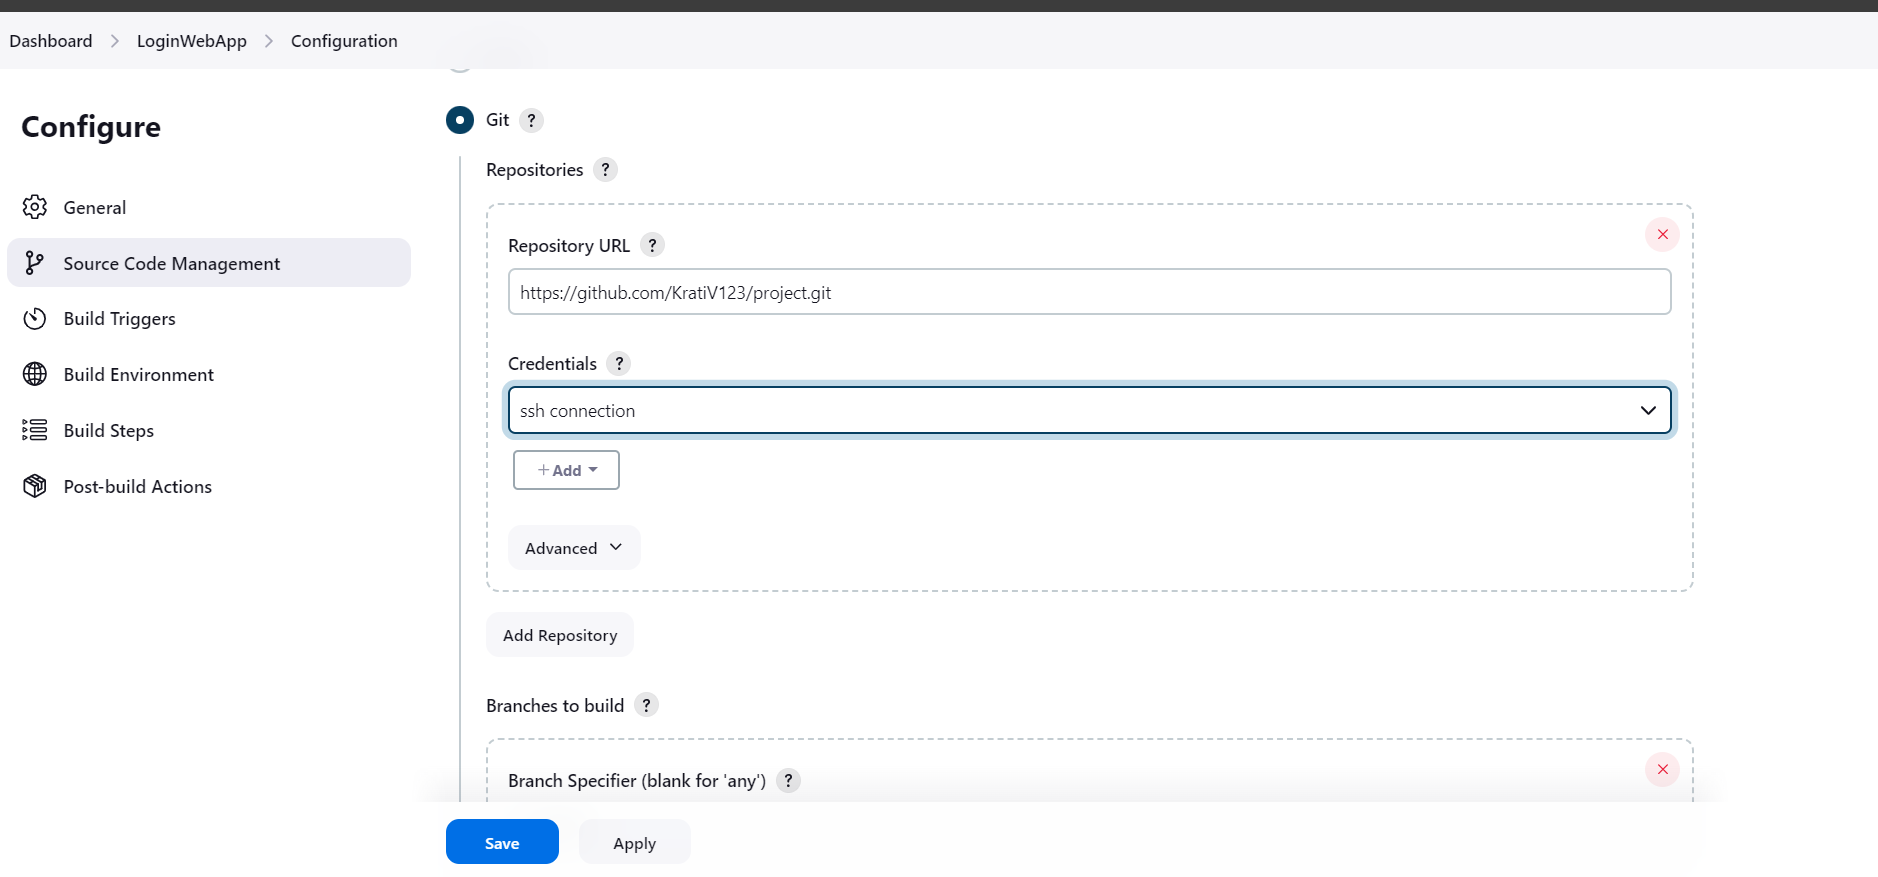 Dashboard > LoginWebApp > Configuration
Configure
General
Source Code Management
Build Triggers
Build Environment
Build Steps
Post-build Actions
Git ?
Repositories ?
Repository URL ?
https://github.com/KratiV123/project.git
Credentials ?
ssh connection
+ Add
Advanced
Add Repository
Branches to build ?
Branch Specifier (blank for 'any') ?
Save
Apply